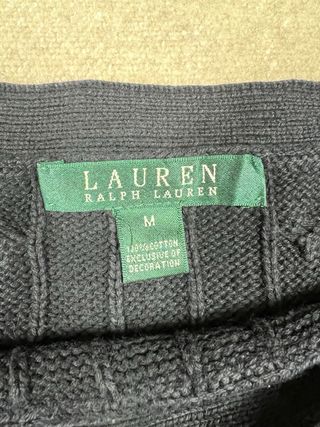 LAUREN
RALPH LAUREN
M
100% COTTON
EXCLUSIVE OF
DECORATION